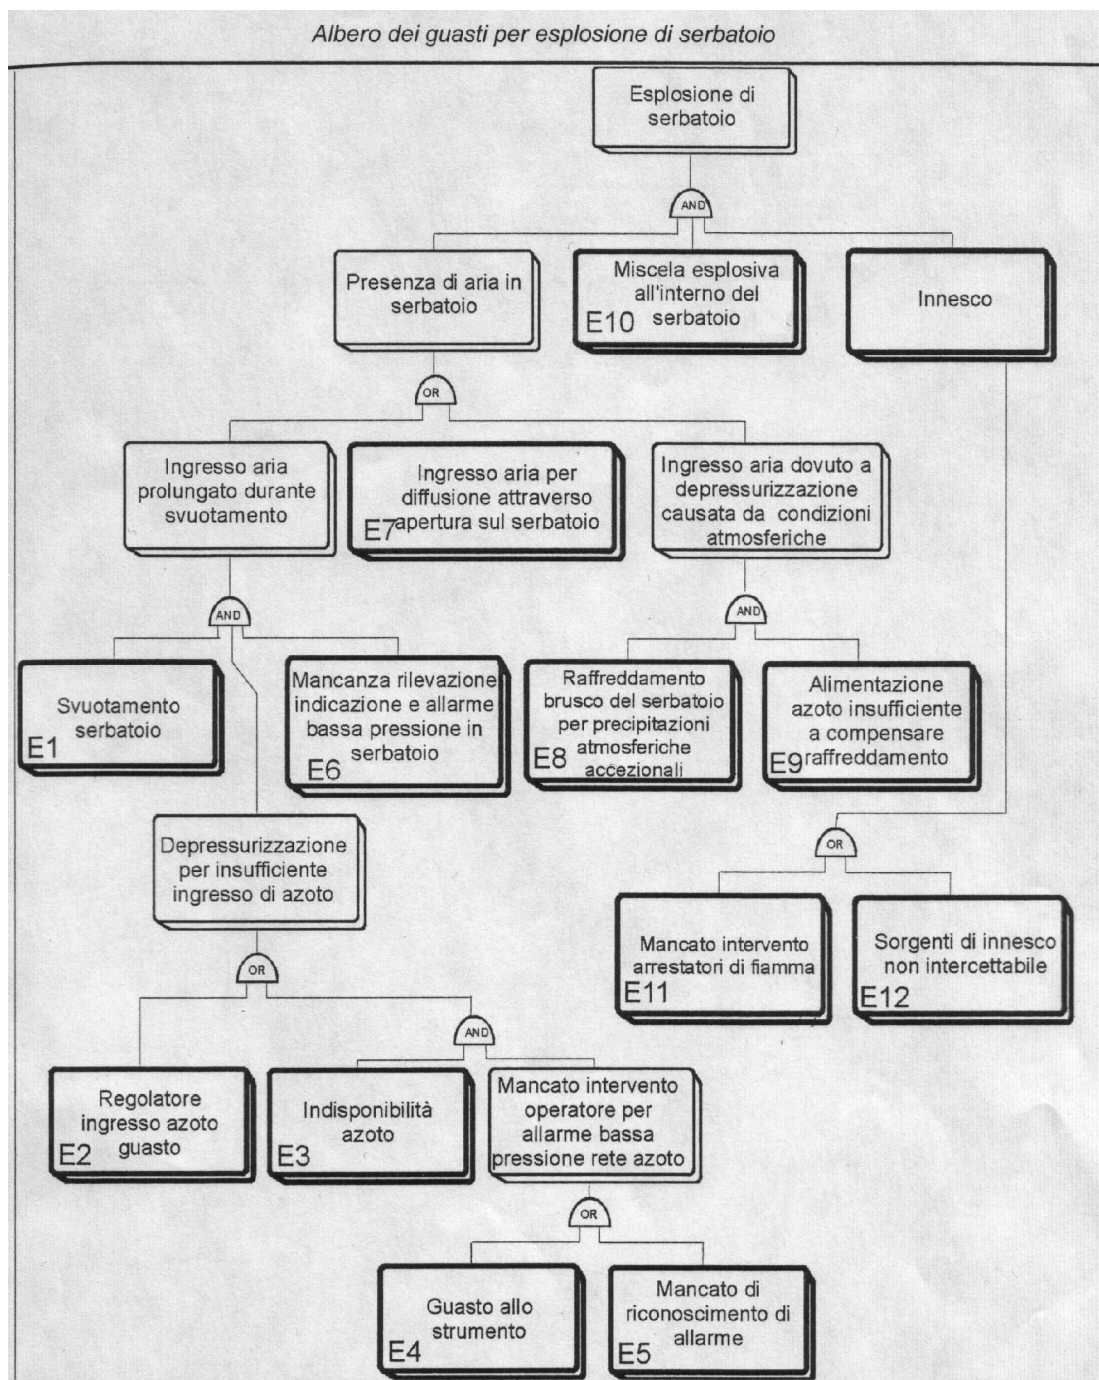 Albero dei guasti per esplosione di serbatoio
Esplosione di
serbatoio
AND
Presenza di aria in
serbatoio
Miscela esplosiva
all'interno del
serbatoio
E10
Innesco
OR
Ingresso aria
prolungato durante
svuotamento
Ingresso aria per
diffusione attraverso
apertura sul serbatoio
E7
Ingresso aria dovuto a
depressurizzazione
causata da condizioni
atmosferiche
AND
AND
Svuotamento
serbatoio
E1
Mancanza rilevazione
indicazione e allarme
bassa pressione in
serbatoio
E6
Raffreddamento
brusco del serbatoio
per precipitazioni
atmosferiche
accezionali
E8
Alimentazione
azoto insufficiente
a compensare
raffreddamento
E9
Depressurizzazione
per insufficiente
ingresso di azoto
OR
OR
Mancato intervento
arrestatori di fiamma
E11
Sorgenti di innesco
non intercettabile
E12
AND
Regolatore
ingresso azoto
guasto
E2
Indisponibilità
azoto
E3
Mancato intervento
operatore per
allarme bassa
pressione rete azoto
OR
Guasto allo
strumento
E4
Mancato di
riconoscimento di
allarme
E5